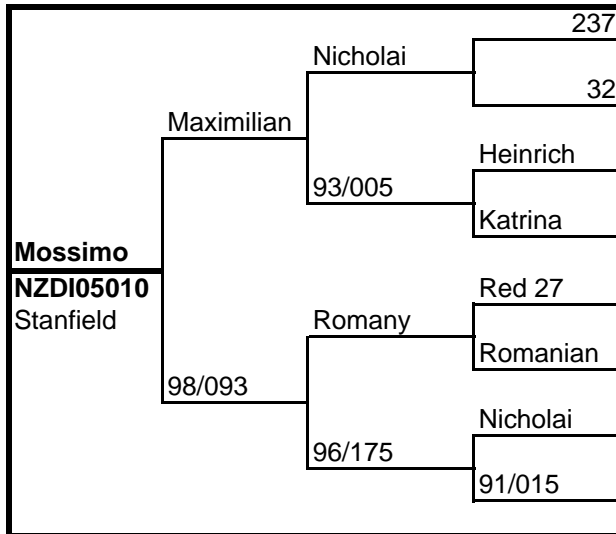 237
Nicholai
32
Maximilian
Heinrich
93/005
Katrina
Mossimo
NZDI05010
Stanfield
Red 27
Romany
Romanian
98/093
Nicholai
96/175
91/015